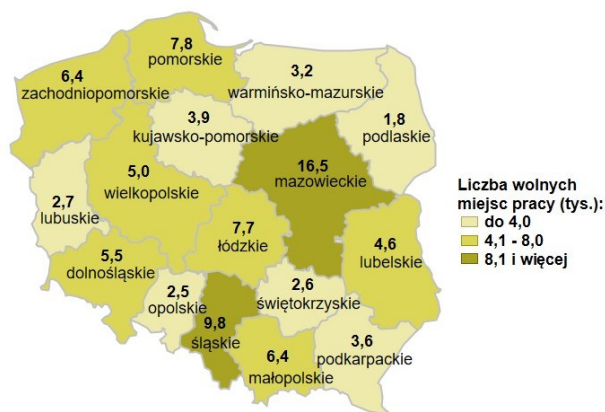 7,8
pomorskie
6,4
zachodniopomorskie
3,2
warmińsko-mazurskie
3,9
kujawsko-pomorskie
1,8
podlaskie
16,5
mazowieckie
5,0
wielkopolskie
2,7
lubuskie
7,7
łódzkie
4,6
lubelskie
5,5
dolnośląskie
2,5
opolskie
2,6
świętokrzyskie
9,8
śląskie
6,4
małopolskie
3,6
podkarpackie
Liczba wolnych
miejsc pracy (tys.):
do 4,0
4,1 - 8,0
8,1 i więcej